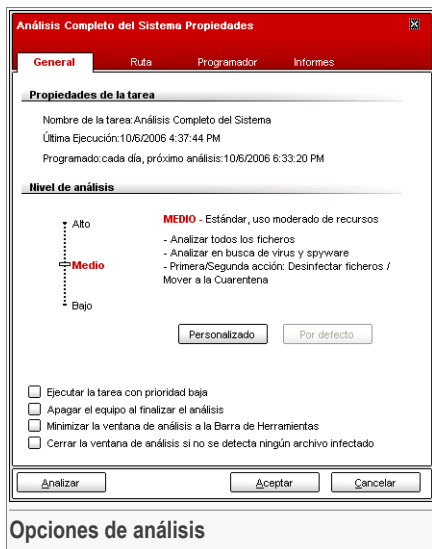 Análisis Completo del Sistema Propiedades
General Ruta Programador Informes
Propiedades de la tarea
Nombre de la tarea:Análisis Completo del Sistema
Última Ejecución:10/6/2006 4:37:44 PM
Programado:cada día, próximo análisis:10/6/2006 6:33:20 PM
Nivel de análisis
Alto
Medio
Bajo
MEDIO - Estándar, uso moderado de recursos
- Analizar todos los ficheros
- Analizar en busca de virus y spyware
- Primera/Segunda acción: Desinfectar ficheros /
Mover a la Cuarentena
Personalizado Por defecto
Ejecutar la tarea con prioridad baja
Apagar el equipo al finalizar el análisis
Minimizar la ventana de análisis a la Barra de Herramientas
Cerrar la ventana de análisis si no se detecta ningún archivo infectado
Analizar Aceptar Cancelar
Opciones de análisis